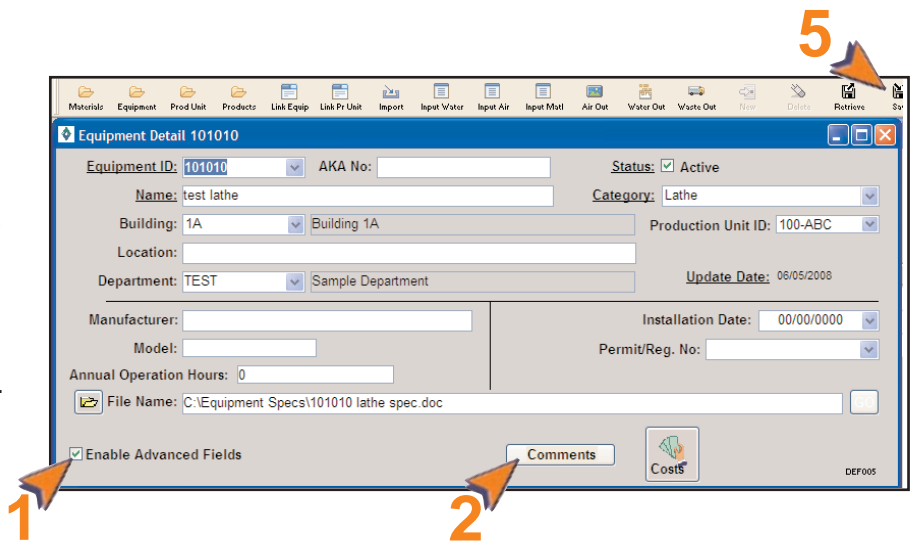 5
Materials Equipment Prod Unit Products Link Equip Link Pr Unit Import Input Water Input Air Input Matl Air Out Water Out Waste Out New Delete Retrieve
Equipment Detail 101010
Equipment ID: 101010 AKA No: Status: Active
Name: test lathe Category: Lathe
Building: 1A Building 1A Production Unit ID: 100-ABC
Location:
Department: TEST Sample Department Update Date: 06/05/2008
Manufacturer: Installation Date: 00/00/0000
Model: Permit/Reg. No:
Annual Operation Hours: 0
File Name: C:\Equipment Specs\101010 lathe spec.doc
Enable Advanced Fields Comments Costs DEF005
1 2